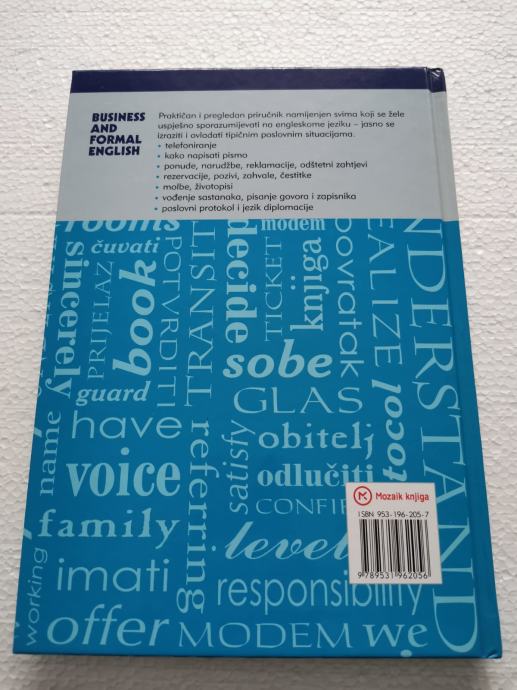 BUSINESS
AND
FORMAL
ENGLISH
Praktičan i pregledan priručnik namijenjen svima koji se žele
uspješno sporazumijevati na engleskome jeziku – jasno se
izraziti i ovladati tipičnim poslovnim situacijama.
• telefoniranje
• kako napisati pismo
• ponude, narudžbe, reklamacije, odštetni zahtjevi
• rezervacije, pozivi, zahvale, čestitke
• molbe, životopisi
• vođenje sastanaka, pisanje govora i zapisnika
• poslovni protokol i jezik diplomacije
rooms
čuvati
sincerely
PRIJELAZ
book
POTVRDITI
TRANSIT
decide
modem
TICKET
knjiga
povratak
EALIZE
NDERSTAND
guard
sobe
GLAS
tocol
name
have
referring
satisfy
obitelj
voice
odlučiti
CONFI
family
level
imati
responsibility
working
offer
MODEM
we
Mozaik knjiga
ISBN 953-196-205-7
9 789531 962056